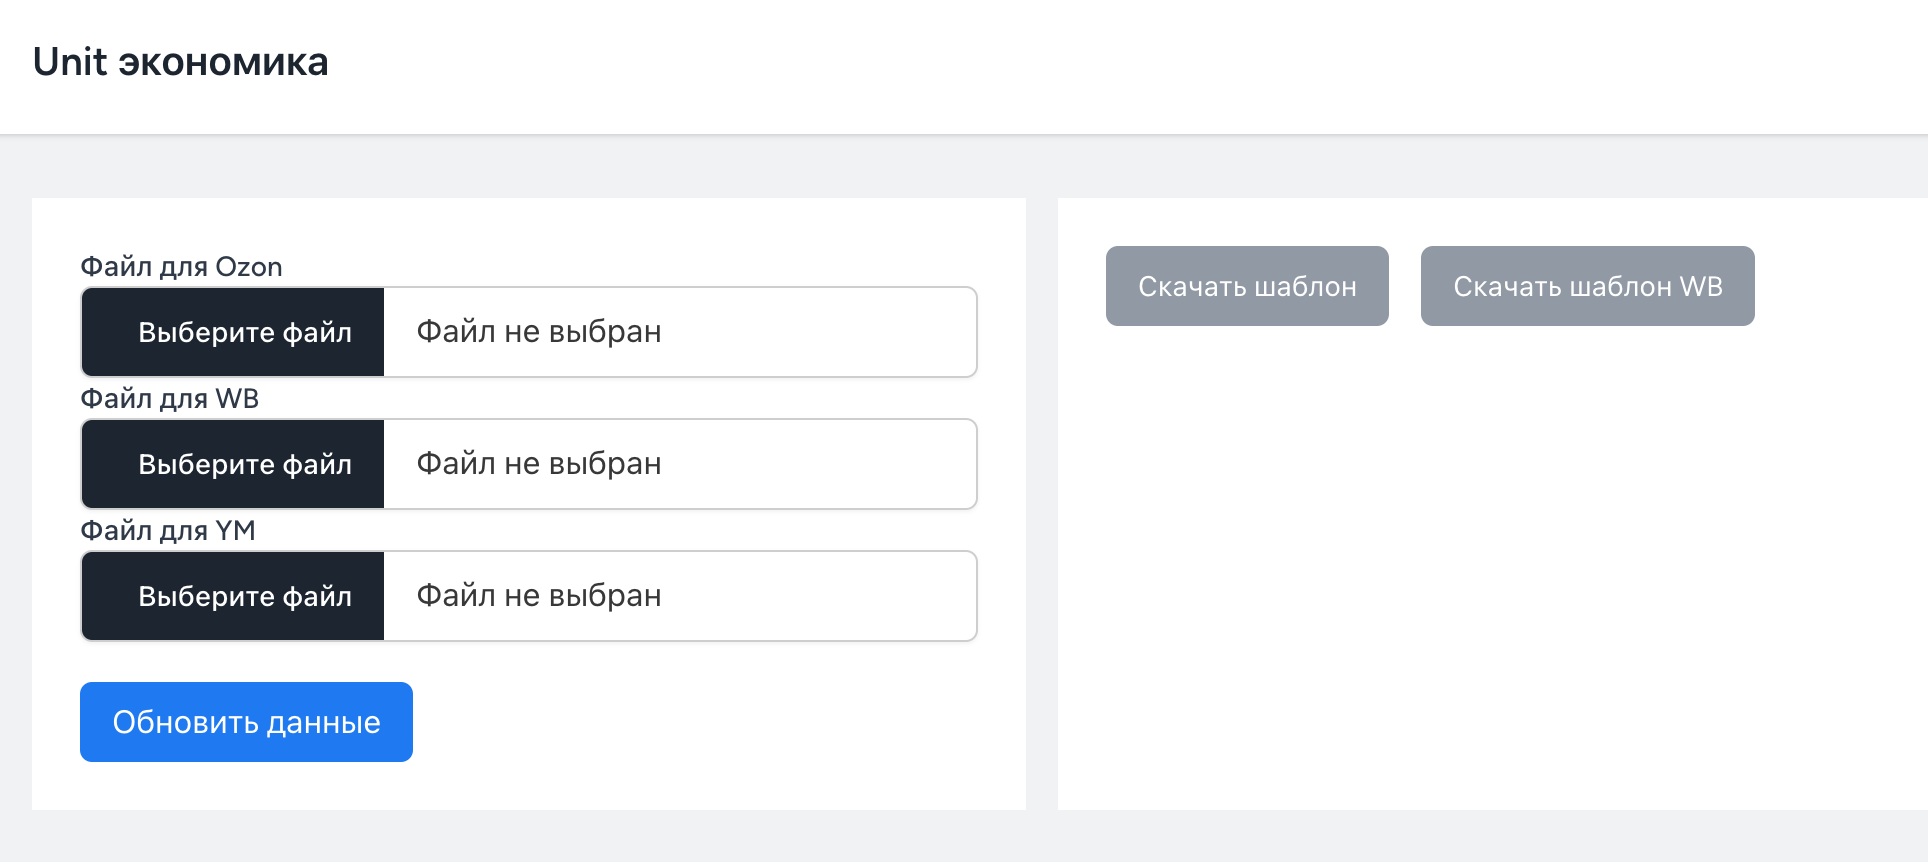 Unit экономика
Файл для Ozon
Выберите файл Файл не выбран
Файл для WB
Выберите файл Файл не выбран
Файл для YM
Выберите файл Файл не выбран
Обновить данные
Скачать шаблон Скачать шаблон WB